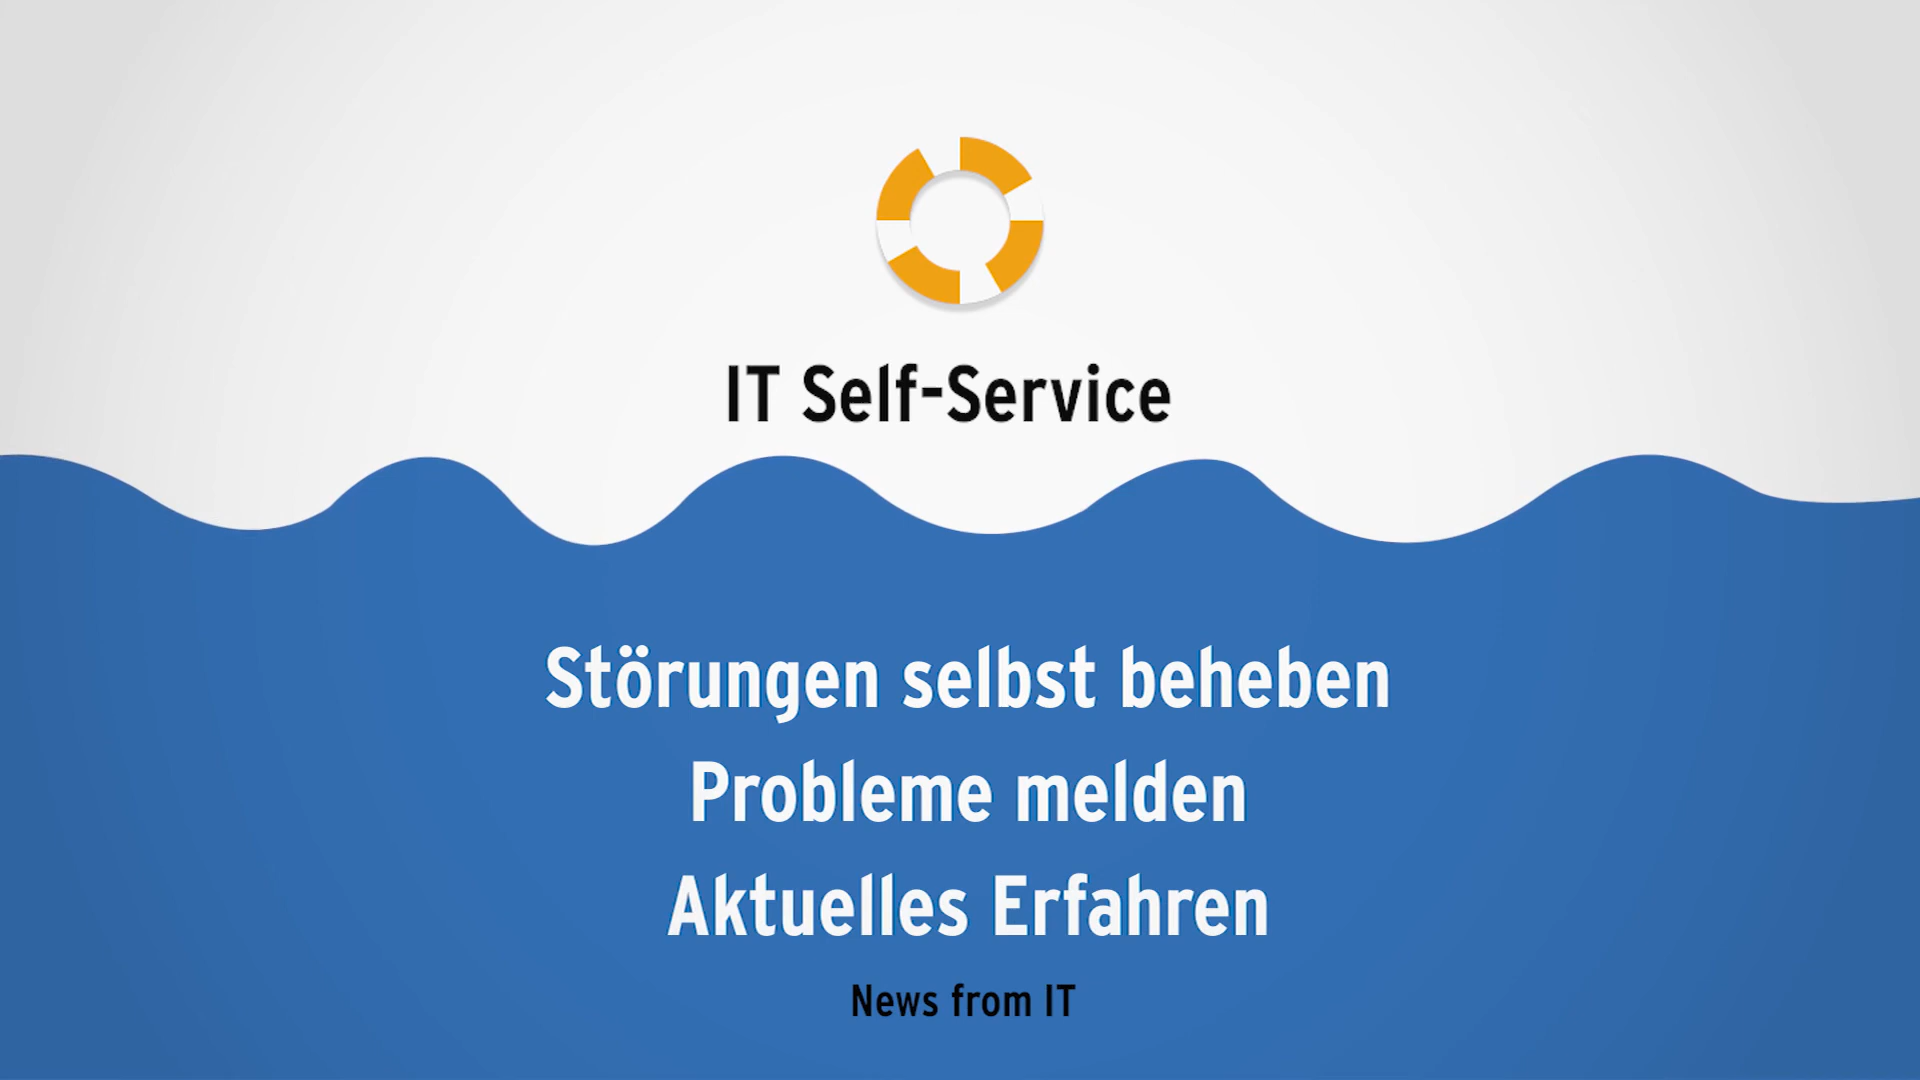 IT Self-Service
Störungen selbst beheben
Probleme melden
Aktuelles Erfahren
News from IT